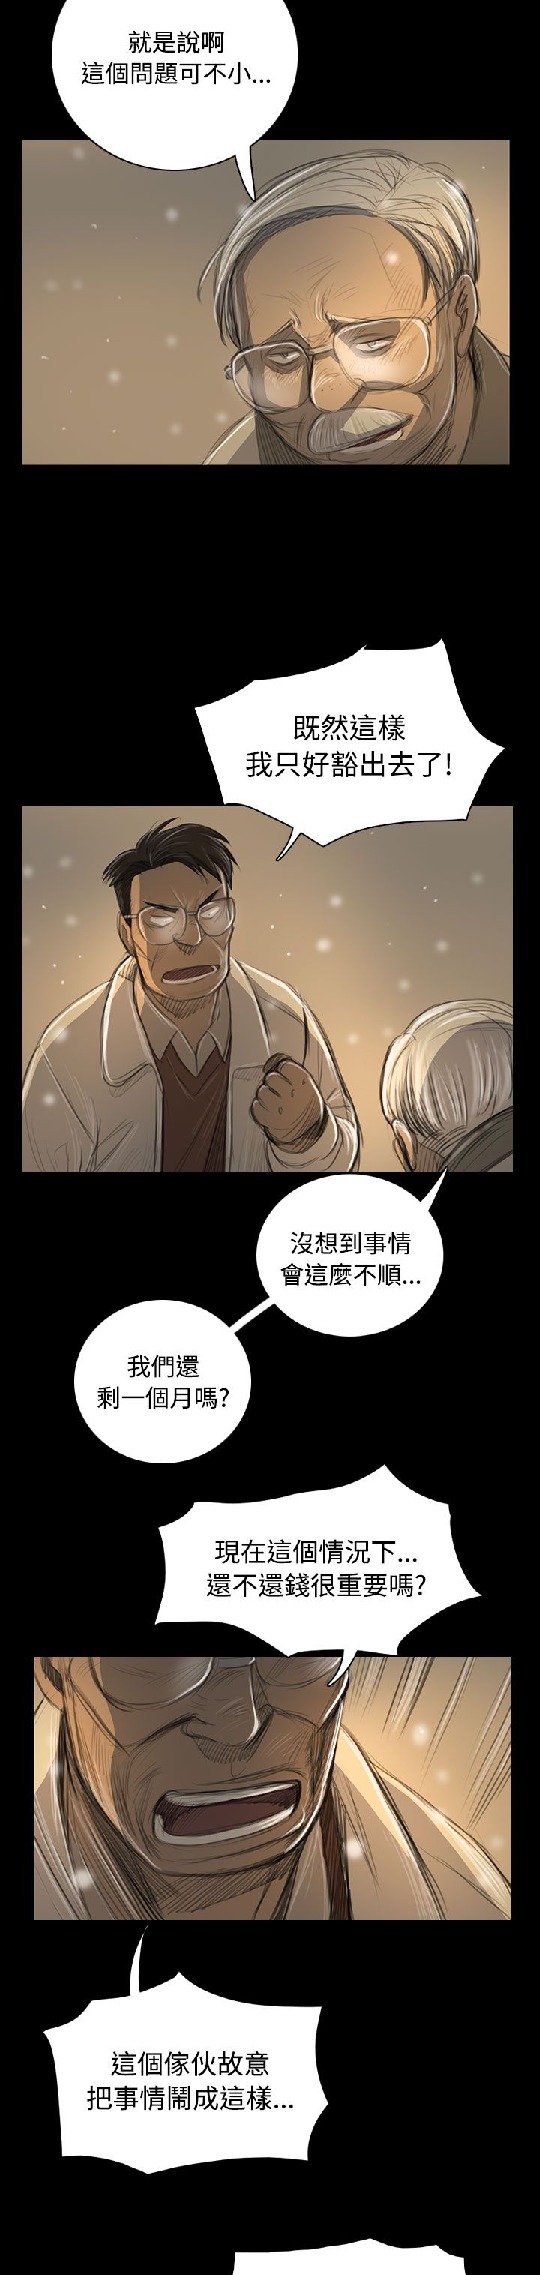 就是說啊
這個問題可不小...
既然這樣
我只好豁出去了!
沒想到事情
會這麼不順...
我們還
剩一個月嗎?
現在這個情況下...
還不還錢很重要嗎?
這個傢伙故意
把事情鬧成這樣...